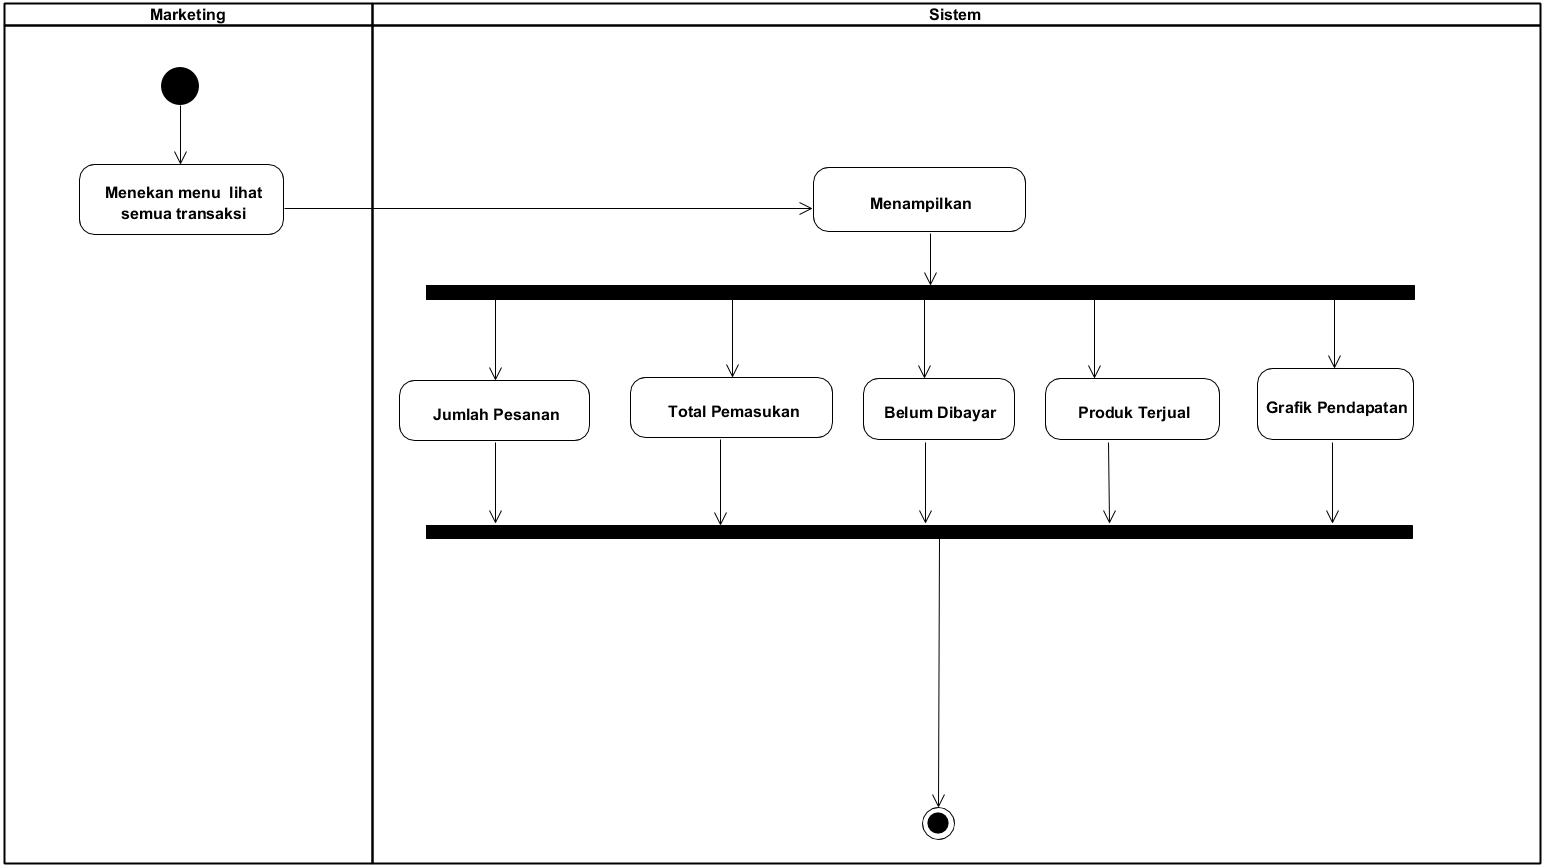 Marketing
Sistem
Menekan menu  lihat
semua transaksi
Menampilkan
Jumlah Pesanan
Total Pemasukan
Belum Dibayar
Produk Terjual
Grafik Pendapatan